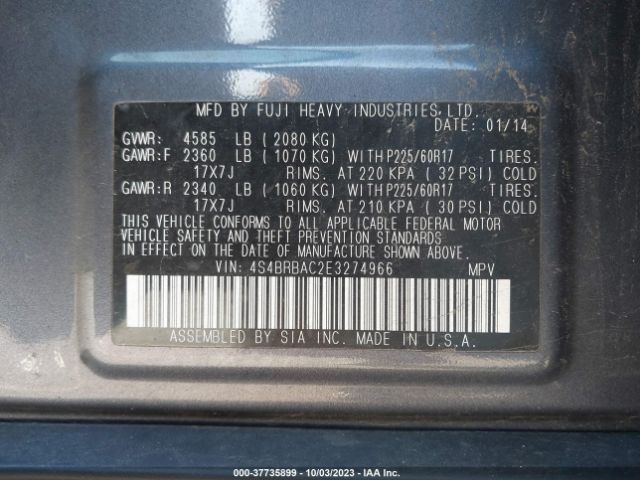 MFD BY FUJI HEAVY INDUSTRIES, LTD.
DATE: 01/14
GVWR: 4585 LB ( 2080 KG)
GAWR:F 2360 LB ( 1070 KG) WITH P225/60R17 TIRES.
17X7J RIMS. AT 220 KPA ( 32 PSI) COLD
GAWR:R 2340 LB ( 1060 KG) WITH P225/60R17 TIRES.
17X7J RIMS. AT 210 KPA ( 30 PSI) COLD
THIS VEHICLE CONFORMS TO ALL APPLICABLE FEDERAL MOTOR
VEHICLE SAFETY AND THEFT PREVENTION STANDARDS
IN EFFECT ON THE DATE OF MANUFACTURE SHOWN ABOVE.
VIN: 4S4BRBAC2E3274966 MPV
ASSEMBLED BY SIA INC. MADE IN U.S.A.
000-37735899 - 10/03/2023 - IAA Inc.